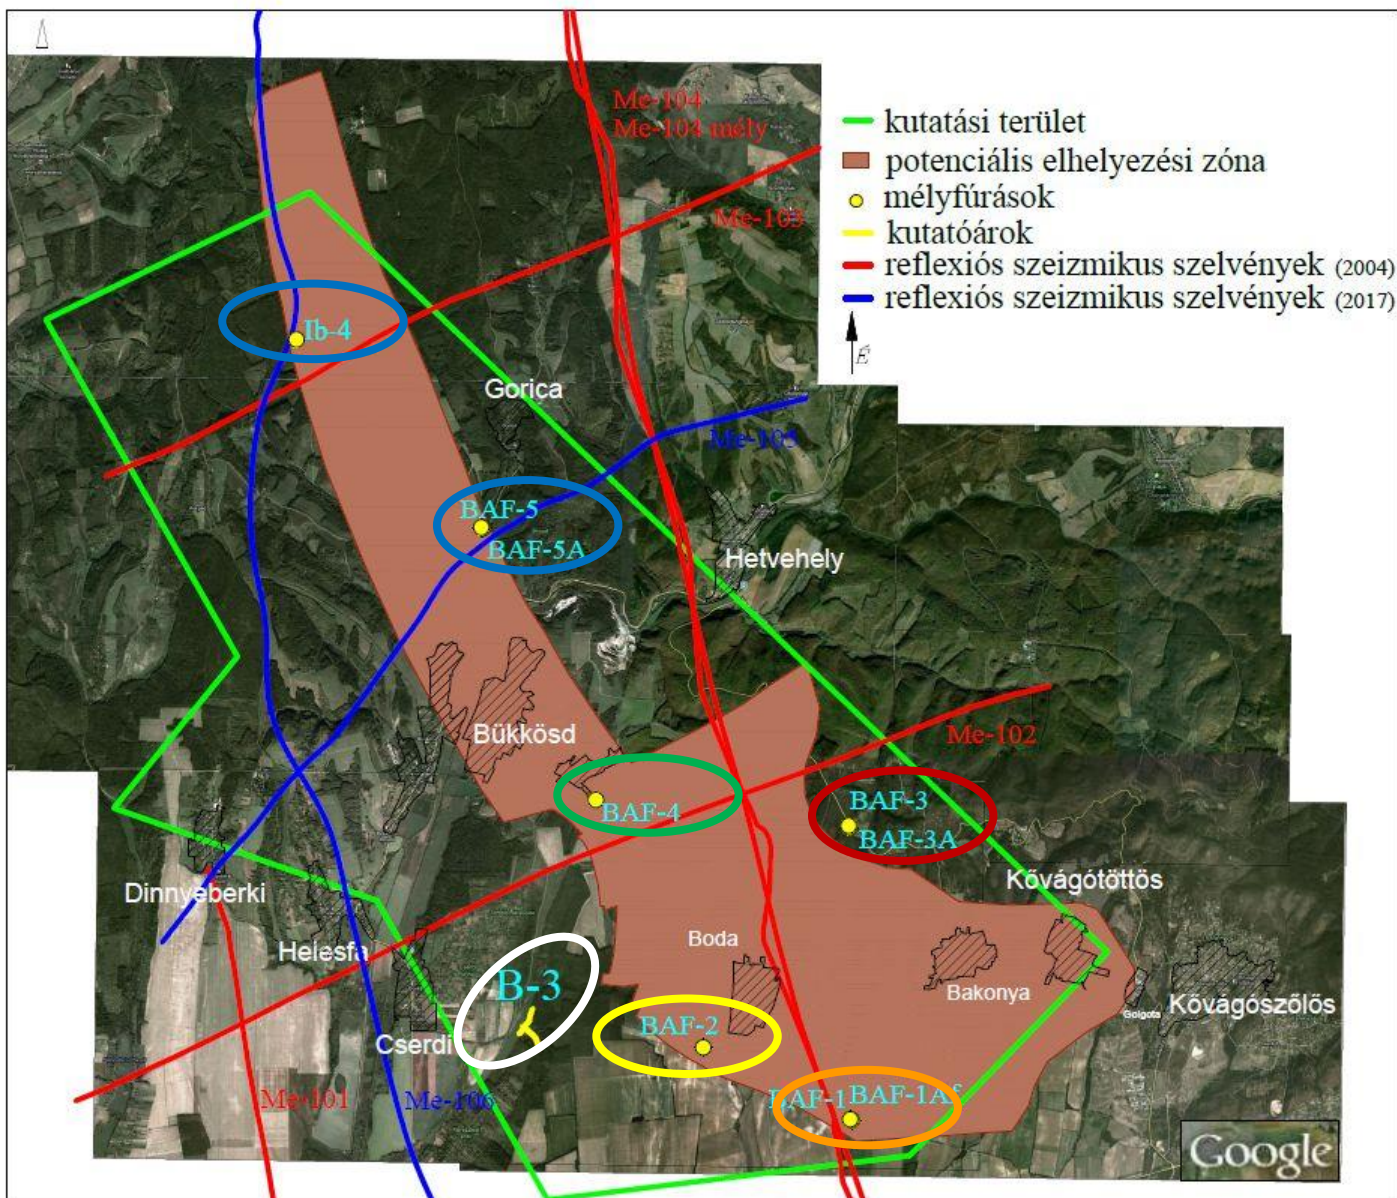 Me-104
Me-104 mély
kutatási terület
potenciális elhelyezési zóna
mélyfúrások
kutatóárok
reflexiós szeizmikus szelvények (2004)
reflexiós szeizmikus szelvények (2017)
É
Me-103
Ib-4
Gorica
Me-105
BAF-5
BAF-5A
Hetvehely
Bükkösd
Me-102
BAF-4
BAF-3
BAF-3A
Kővágótöttös
Dinnyeberki
Helesfa
Boda
Bakonya
Kővágószőlős
Golgota
B-3
BAF-2
Cserdi
Me-101
Me-106
BAF-1
BAF-1Af
Google